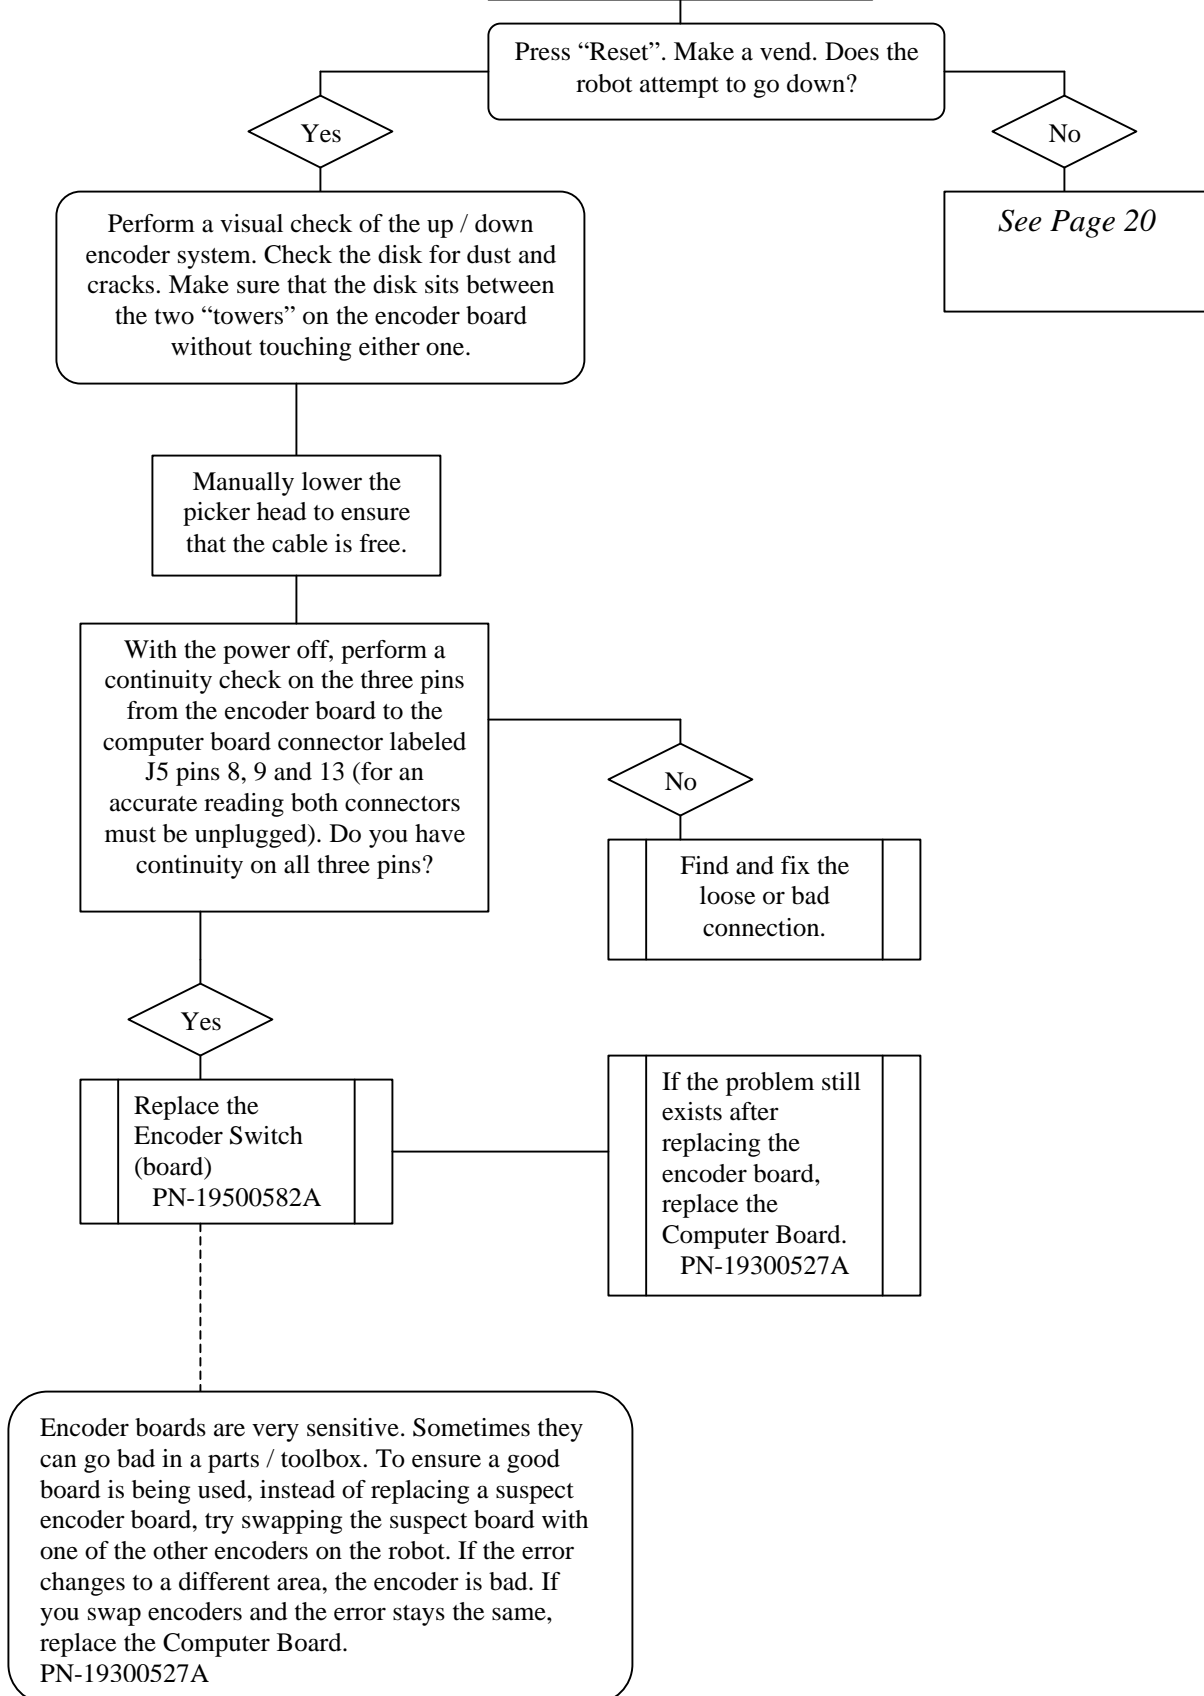 Press “Reset”. Make a vend. Does the
robot attempt to go down?
Yes
No
Perform a visual check of the up / down
encoder system. Check the disk for dust and
cracks. Make sure that the disk sits between
the two “towers” on the encoder board
without touching either one.
See Page 20
Manually lower the
picker head to ensure
that the cable is free.
With the power off, perform a
continuity check on the three pins
from the encoder board to the
computer board connector labeled
J5 pins 8, 9 and 13 (for an
accurate reading both connectors
must be unplugged). Do you have
continuity on all three pins?
No
Find and fix the
loose or bad
connection.
Yes
Replace the
Encoder Switch
(board)
PN-19500582A
If the problem still
exists after
replacing the
encoder board,
replace the
Computer Board.
PN-19300527A
Encoder boards are very sensitive. Sometimes they
can go bad in a parts / toolbox. To ensure a good
board is being used, instead of replacing a suspect
encoder board, try swapping the suspect board with
one of the other encoders on the robot. If the error
changes to a different area, the encoder is bad. If
you swap encoders and the error stays the same,
replace the Computer Board.
PN-19300527A